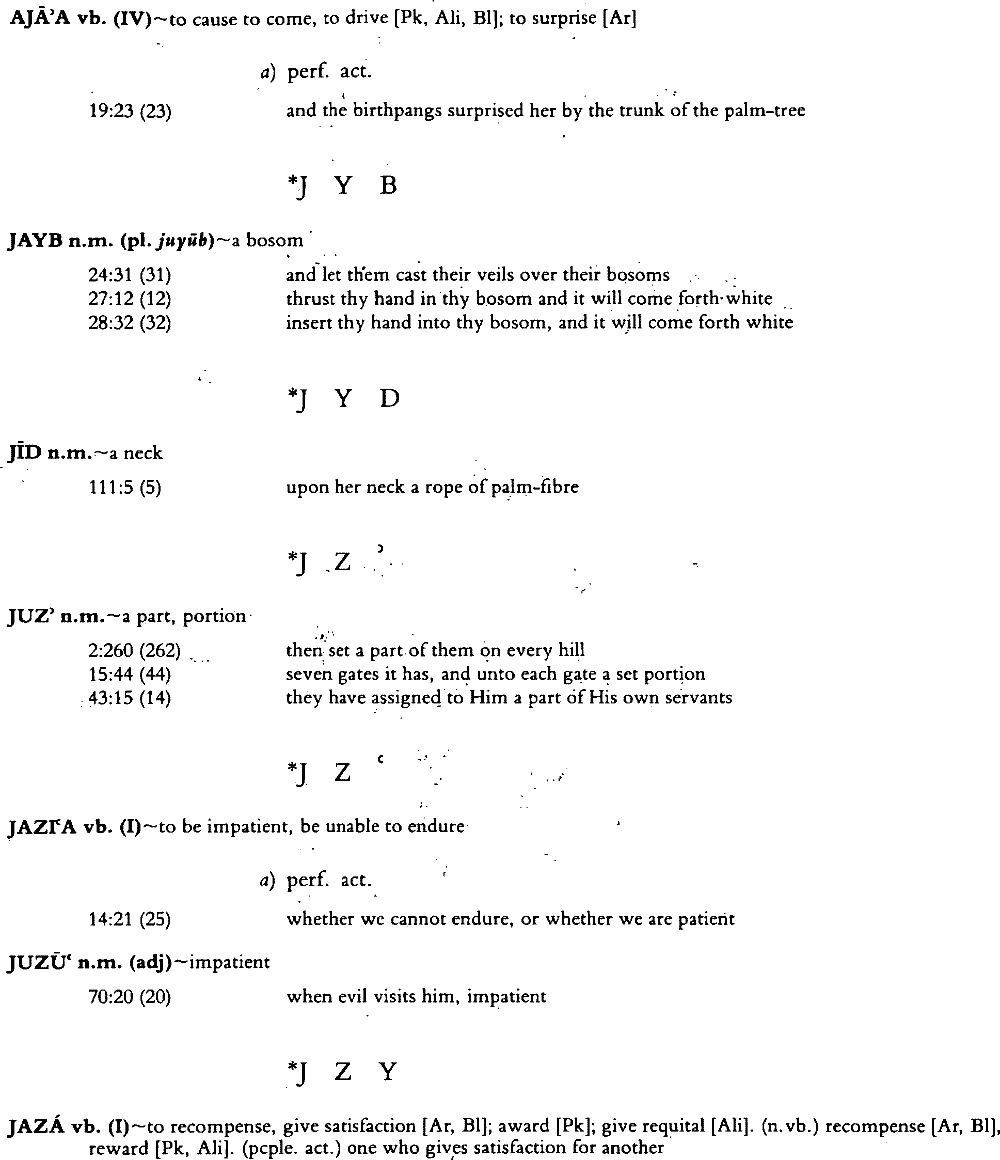 AJĀʾA vb. (IV)~to cause to come, to drive [Pk, Ali, Bl]; to surprise [Ar]
a) perf. act.
19:23 (23) and the birthpangs surprised her by the trunk of the palm-tree
*J Y B
JAYB n.m. (pl. juyūb)~a bosom
24:31 (31) and let them cast their veils over their bosoms
27:12 (12) thrust thy hand in thy bosom and it will come forth white
28:32 (32) insert thy hand into thy bosom, and it will come forth white
*J Y D
JĪD n.m.~a neck
111:5 (5) upon her neck a rope of palm-fibre
*J Z ʾ
JUZʾ n.m.~a part, portion
2:260 (262) then set a part of them on every hill
15:44 (44) seven gates it has, and unto each gate a set portion
43:15 (14) they have assigned to Him a part of His own servants
*J Z ʿ
JAZIʿA vb. (I)~to be impatient, be unable to endure
a) perf. act.
14:21 (25) whether we cannot endure, or whether we are patient
JUZŪʿ n.m. (adj)~impatient
70:20 (20) when evil visits him, impatient
*J Z Y
JAZÁ vb. (I)~to recompense, give satisfaction [Ar, Bl]; award [Pk]; give requital [Ali]. (n.vb.) recompense [Ar, Bl],
reward [Pk, Ali]. (pcple. act.) one who gives satisfaction for another